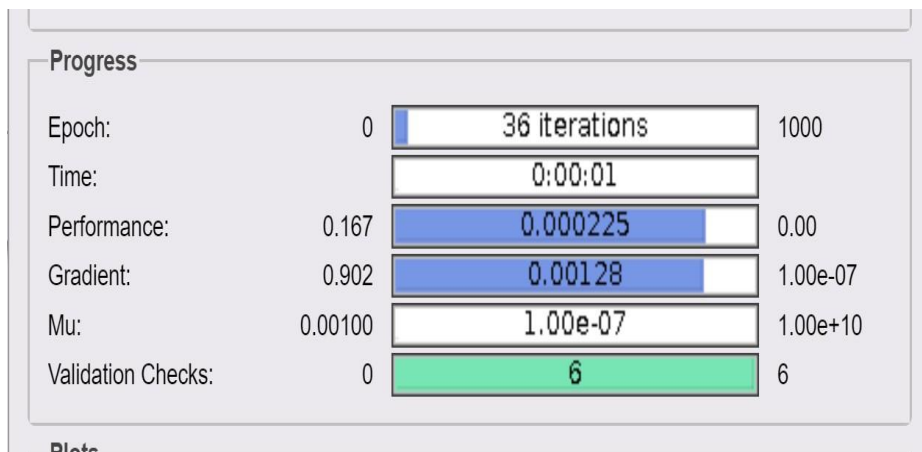 Progress
Epoch: 0 36 iterations 1000
Time: 0:00:01
Performance: 0.167 0.000225 0.00
Gradient: 0.902 0.00128 1.00e-07
Mu: 0.00100 1.00e-07 1.00e+10
Validation Checks: 0 6 6
Plots